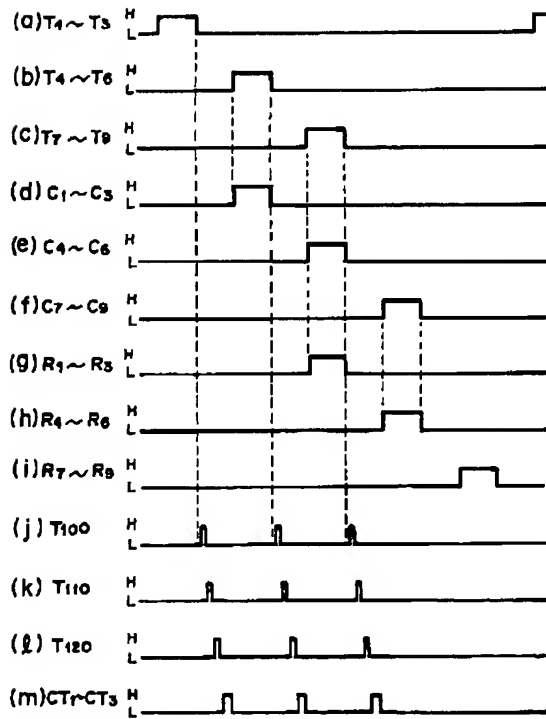 (a) T1 ~ T3 H L
(b) T4 ~ T6 H L
(c) T7 ~ T9 H L
(d) C1 ~ C3 H L
(e) C4 ~ C6 H L
(f) C7 ~ C9 H L
(g) R1 ~ R3 H L
(h) R4 ~ R6 H L
(i) R7 ~ R9 H L
(j) T100 H L
(k) T110 H L
(ℓ) T120 H L
(m) CT1~CT3 H L